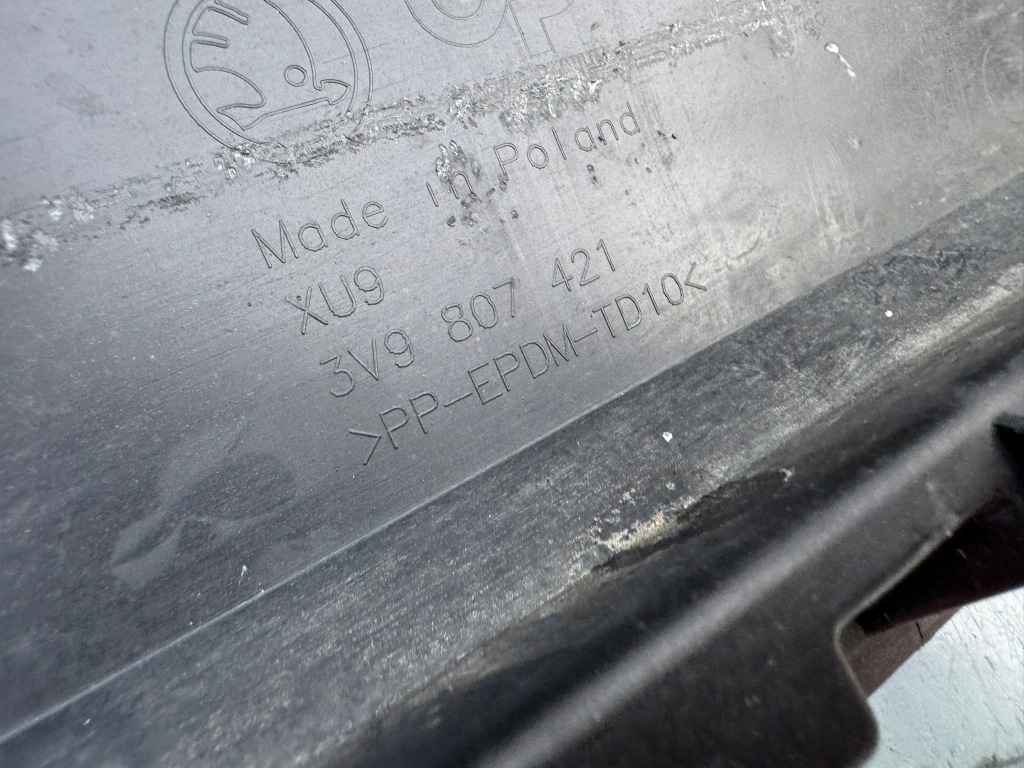 Made in Poland
XU9
3V9 807 421
>PP-EPDM-TD10<